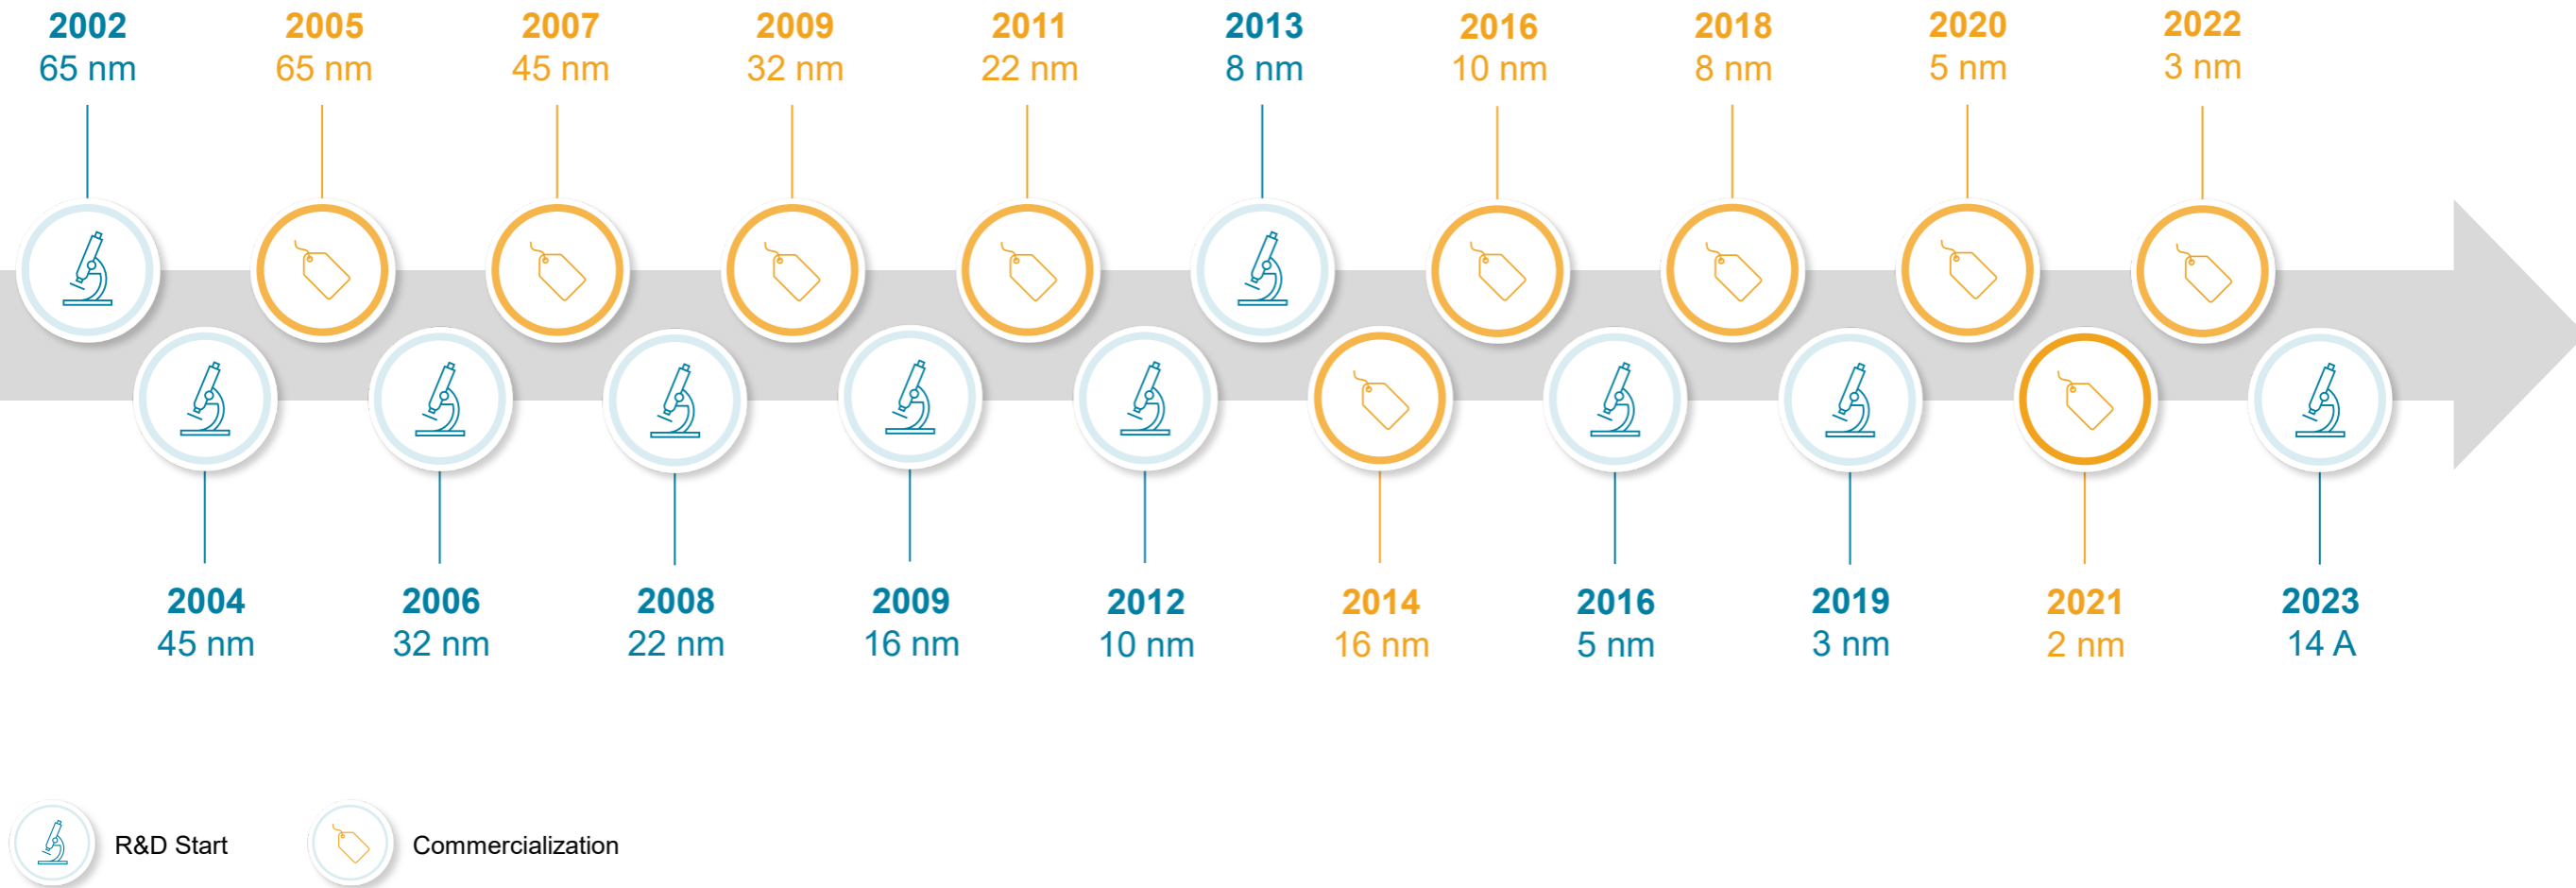 2002
65 nm
2005
65 nm
2007
45 nm
2009
32 nm
2011
22 nm
2013
8 nm
2016
10 nm
2018
8 nm
2020
5 nm
2022
3 nm
2004
45 nm
2006
32 nm
2008
22 nm
2009
16 nm
2012
10 nm
2014
16 nm
2016
5 nm
2019
3 nm
2021
2 nm
2023
14 A
R&D Start
Commercialization